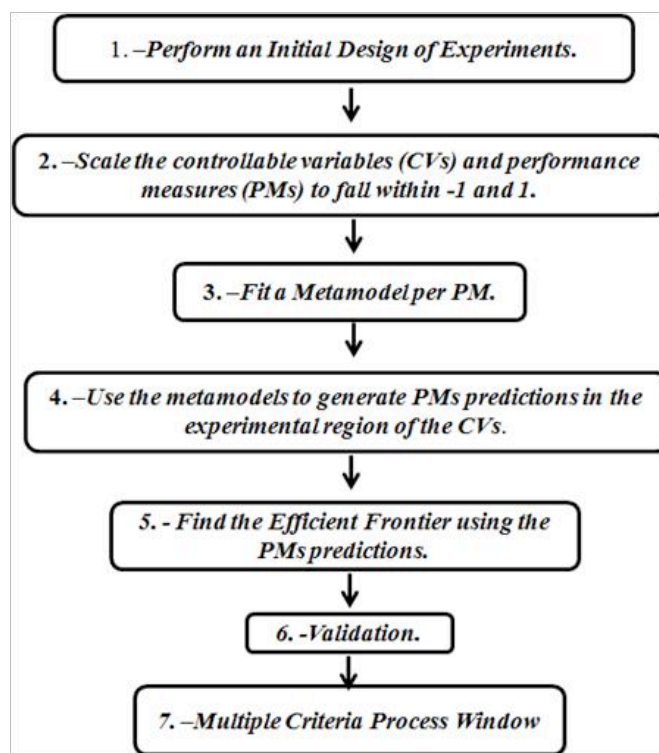 1. –Perform an Initial Design of Experiments.
2. –Scale the controllable variables (CVs) and performance
measures (PMs) to fall within -1 and 1.
3. –Fit a Metamodel per PM.
4. –Use the metamodels to generate PMs predictions in the
experimental region of the CVs.
5. - Find the Efficient Frontier using the
PMs predictions.
6. -Validation.
7. –Multiple Criteria Process Window